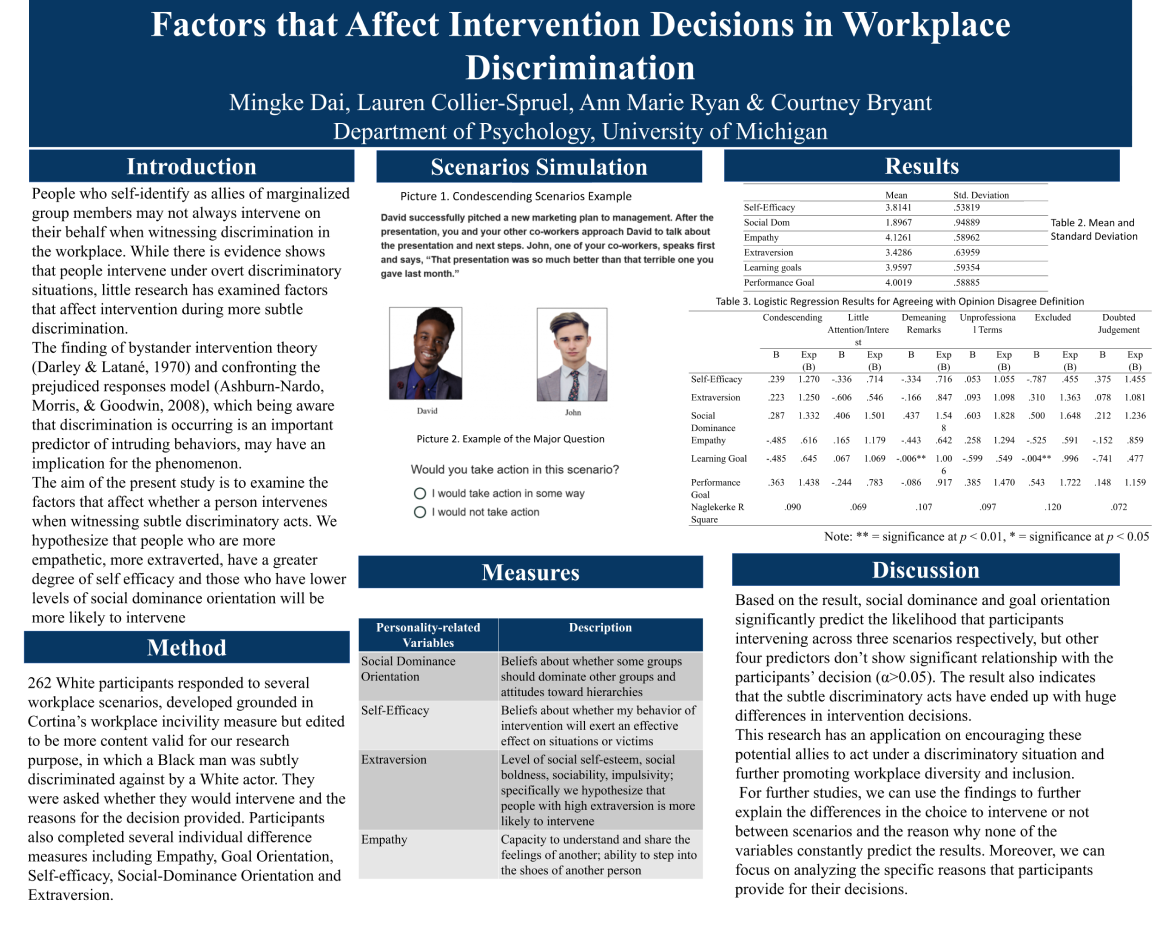 Factors that Affect Intervention Decisions in Workplace
Discrimination
Mingke Dai, Lauren Collier-Spruel, Ann Marie Ryan & Courtney Bryant
Department of Psychology, University of Michigan
Introduction
People who self-identify as allies of marginalized
group members may not always intervene on
their behalf when witnessing discrimination in
the workplace. While there is evidence shows
that people intervene under overt discriminatory
situations, little research has examined factors
that affect intervention during more subtle
discrimination.
The finding of bystander intervention theory
(Darley & Latané, 1970) and confronting the
prejudiced responses model (Ashburn-Nardo,
Morris, & Goodwin, 2008), which being aware
that discrimination is occurring is an important
predictor of intruding behaviors, may have an
implication for the phenomenon.
The aim of the present study is to examine the
factors that affect whether a person intervenes
when witnessing subtle discriminatory acts. We
hypothesize that people who are more
empathetic, more extraverted, have a greater
degree of self efficacy and those who have lower
levels of social dominance orientation will be
more likely to intervene
Method
262 White participants responded to several
workplace scenarios, developed grounded in
Cortina's workplace incivility measure but edited
to be more content valid for our research
purpose, in which a Black man was subtly
discriminated against by a White actor. They
were asked whether they would intervene and the
reasons for the decision provided. Participants
also completed several individual difference
measures including Empathy, Goal Orientation,
Self-efficacy, Social-Dominance Orientation and
Extraversion.
Scenarios Simulation
Picture 1. Condescending Scenarios Example
David successfully pitched a new marketing plan to management. After the
presentation, you and your other co-workers approach David to talk about
the presentation and next steps. John, one of your co-workers, speaks first
and says, “That presentation was so much better than that terrible one you
gave last month.”
David John
Picture 2. Example of the Major Question
Would you take action in this scenario?
I would take action in some way
I would not take action
Measures
Personality-related Description
Variables
Social Dominance Beliefs about whether some groups
Orientation should dominate other groups and
attitudes toward hierarchies
Self-Efficacy Beliefs about whether my behavior of
intervention will exert an effective
effect on situations or victims
Extraversion Level of social self-esteem, social
boldness, sociability, impulsivity;
specifically we hypothesize that
people with high extraversion is more
likely to intervene
Empathy Capacity to understand and share the
feelings of another; ability to step into
the shoes of another person
Results
Mean Std. Deviation
Self-Efficacy 3.8141 .53819
Social Dom 1.8967 .94889
Empathy 4.1261 .58962
Extraversion 3.4286 .63959
Learning goals 3.9597 .59354
Performance Goal 4.0019 .58885
Table 2. Mean and
Standard Deviation
Table 3. Logistic Regression Results for Agreeing with Opinion Disagree Definition
Condescending Little Demeaning Unprofessiona Excluded Doubted
Attention/Intere Remarks l Terms Judgement
st
B Exp B Exp B Exp B Exp B Exp B Exp
(B) (B) (B) (B) (B) (B)
Self-Efficacy .239 1.270 -.336 .714 -.334 .716 .053 1.055 -.787 .455 .375 1.455
Extraversion .223 1.250 -.606 .546 -.166 .847 .093 1.098 .310 1.363 .078 1.081
Social .287 1.332 .406 1.501 .437 1.54 .603 1.828 .500 1.648 .212 1.236
Dominance 8
Empathy -.485 .616 .165 1.179 -.443 .642 .258 1.294 -.525 .591 -.152 .859
Learning Goal -.485 .645 .067 1.069 -.006** 1.00 -.599 .549 -.004** .996 -.741 .477
6
Performance .363 1.438 -.244 .783 -.086 .917 .385 1.470 .543 1.722 .148 1.159
Goal
Naglekerke R .090 .069 .107 .097 .120 .072
Square
Note: ** = significance at p < 0.01, * = significance at p < 0.05
Discussion
Based on the result, social dominance and goal orientation
significantly predict the likelihood that participants
intervening across three scenarios respectively, but other
four predictors don't show significant relationship with the
participants' decision (α>0.05). The result also indicates
that the subtle discriminatory acts have ended up with huge
differences in intervention decisions.
This research has an application on encouraging these
potential allies to act under a discriminatory situation and
further promoting workplace diversity and inclusion.
For further studies, we can use the findings to further
explain the differences in the choice to intervene or not
between scenarios and the reason why none of the
variables constantly predict the results. Moreover, we can
focus on analyzing the specific reasons that participants
provide for their decisions.